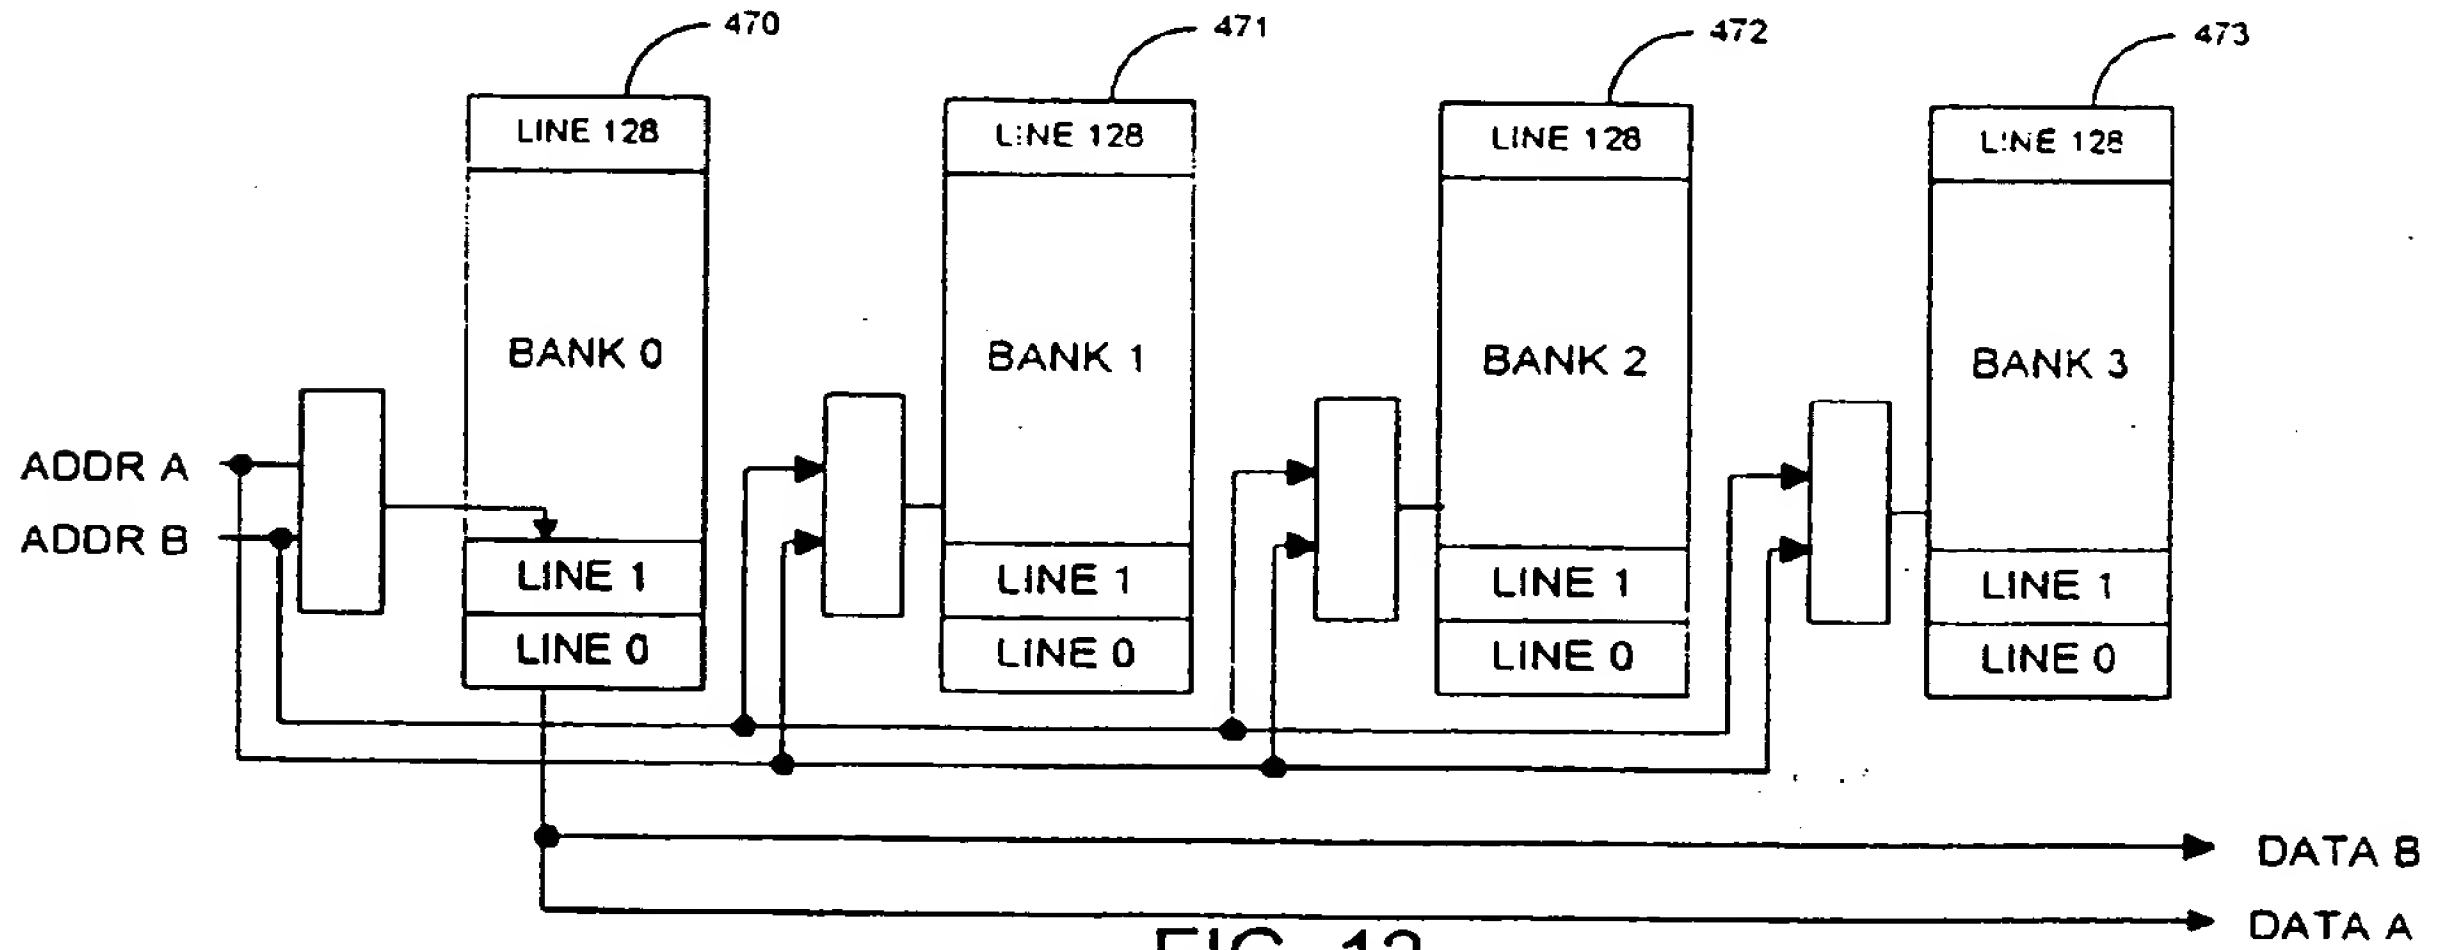 470
471
472
473
LINE 128
LINE 128
LINE 128
LINE 128
BANK 0
BANK 1
BANK 2
BANK 3
ADDR A
ADDR B
LINE 1
LINE 1
LINE 1
LINE 1
LINE 0
LINE 0
LINE 0
LINE 0
DATA B
DATA A